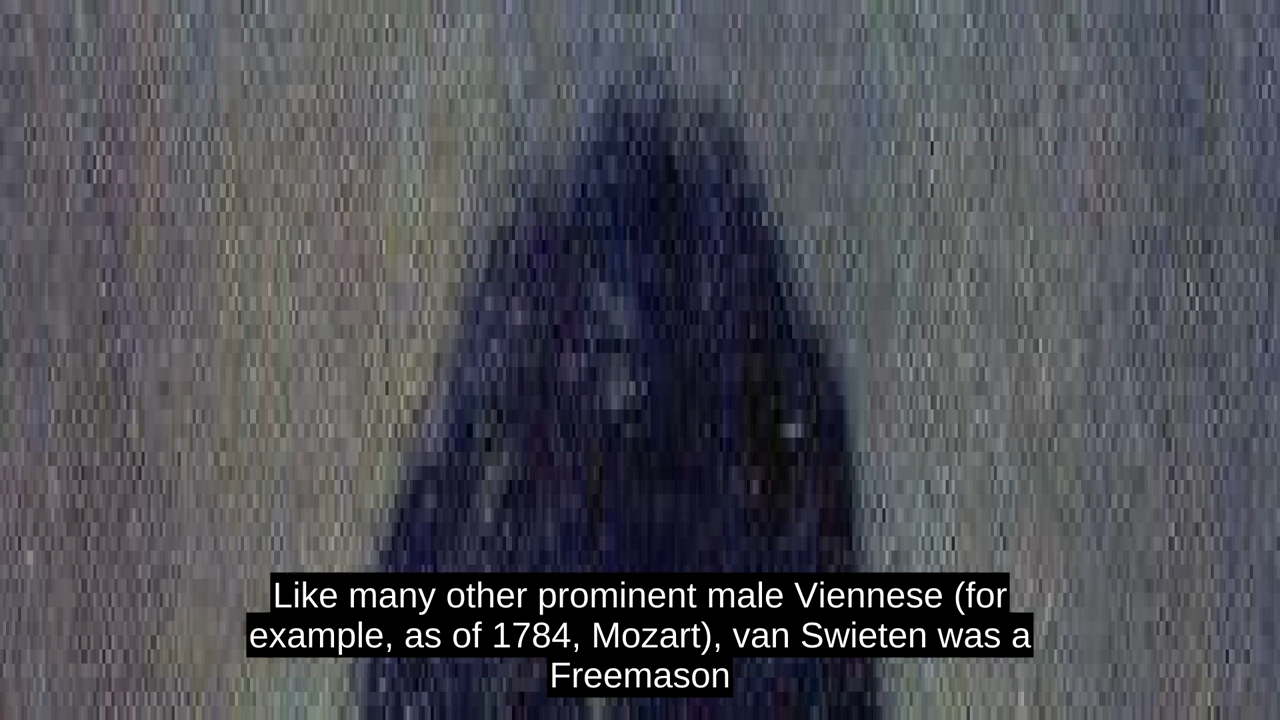 Like many other prominent male Viennese (for
example, as of 1784, Mozart), van Swieten was a
Freemason